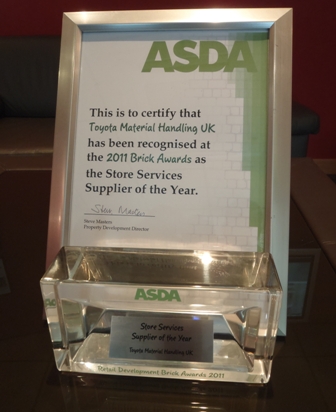 ASDA
This is to certify that
Toyota Material Handling UK
has been recognised at
the 2011 Brick Awards as
the Store Services
Supplier of the Year.
Steve Masters
Property Development Director
ASDA
Store Services
Supplier of the Year
Toyota Material Handling UK
Retail Development Brick Awards 2011